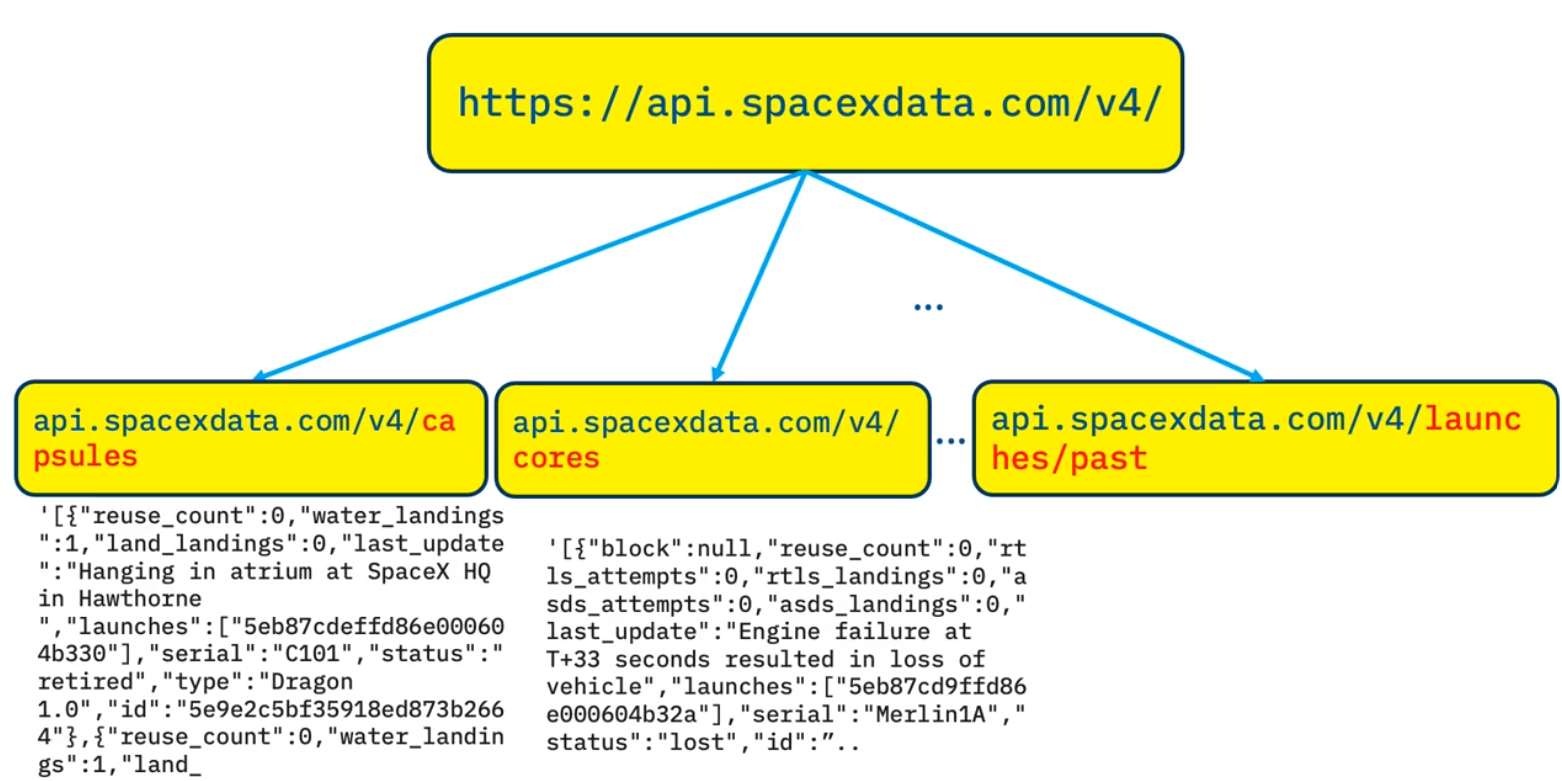 https://api.spacexdata.com/v4/
...
api.spacexdata.com/v4/ca
psules
api.spacexdata.com/v4/
cores
...
api.spacexdata.com/v4/launc
hes/past
'[{"reuse_count":0,"water_landings
":1,"land_landings":0,"last_update
":"Hanging in atrium at SpaceX HQ
in Hawthorne
","launches":["5eb87cdeffd86e00060
4b330"],"serial":"C101","status":"
retired","type":"Dragon
1.0","id":"5e9e2c5bf35918ed873b266
4"},{"reuse_count":0,"water_landin
gs":1,"land_
'[{"block":null,"reuse_count":0,"rt
ls_attempts":0,"rtls_landings":0,"a
sds_attempts":0,"asds_landings":0,"
last_update":"Engine failure at
T+33 seconds resulted in loss of
vehicle","launches":["5eb87cd9ffd86
e000604b32a"],"serial":"Merlin1A","
status":"lost","id":”..